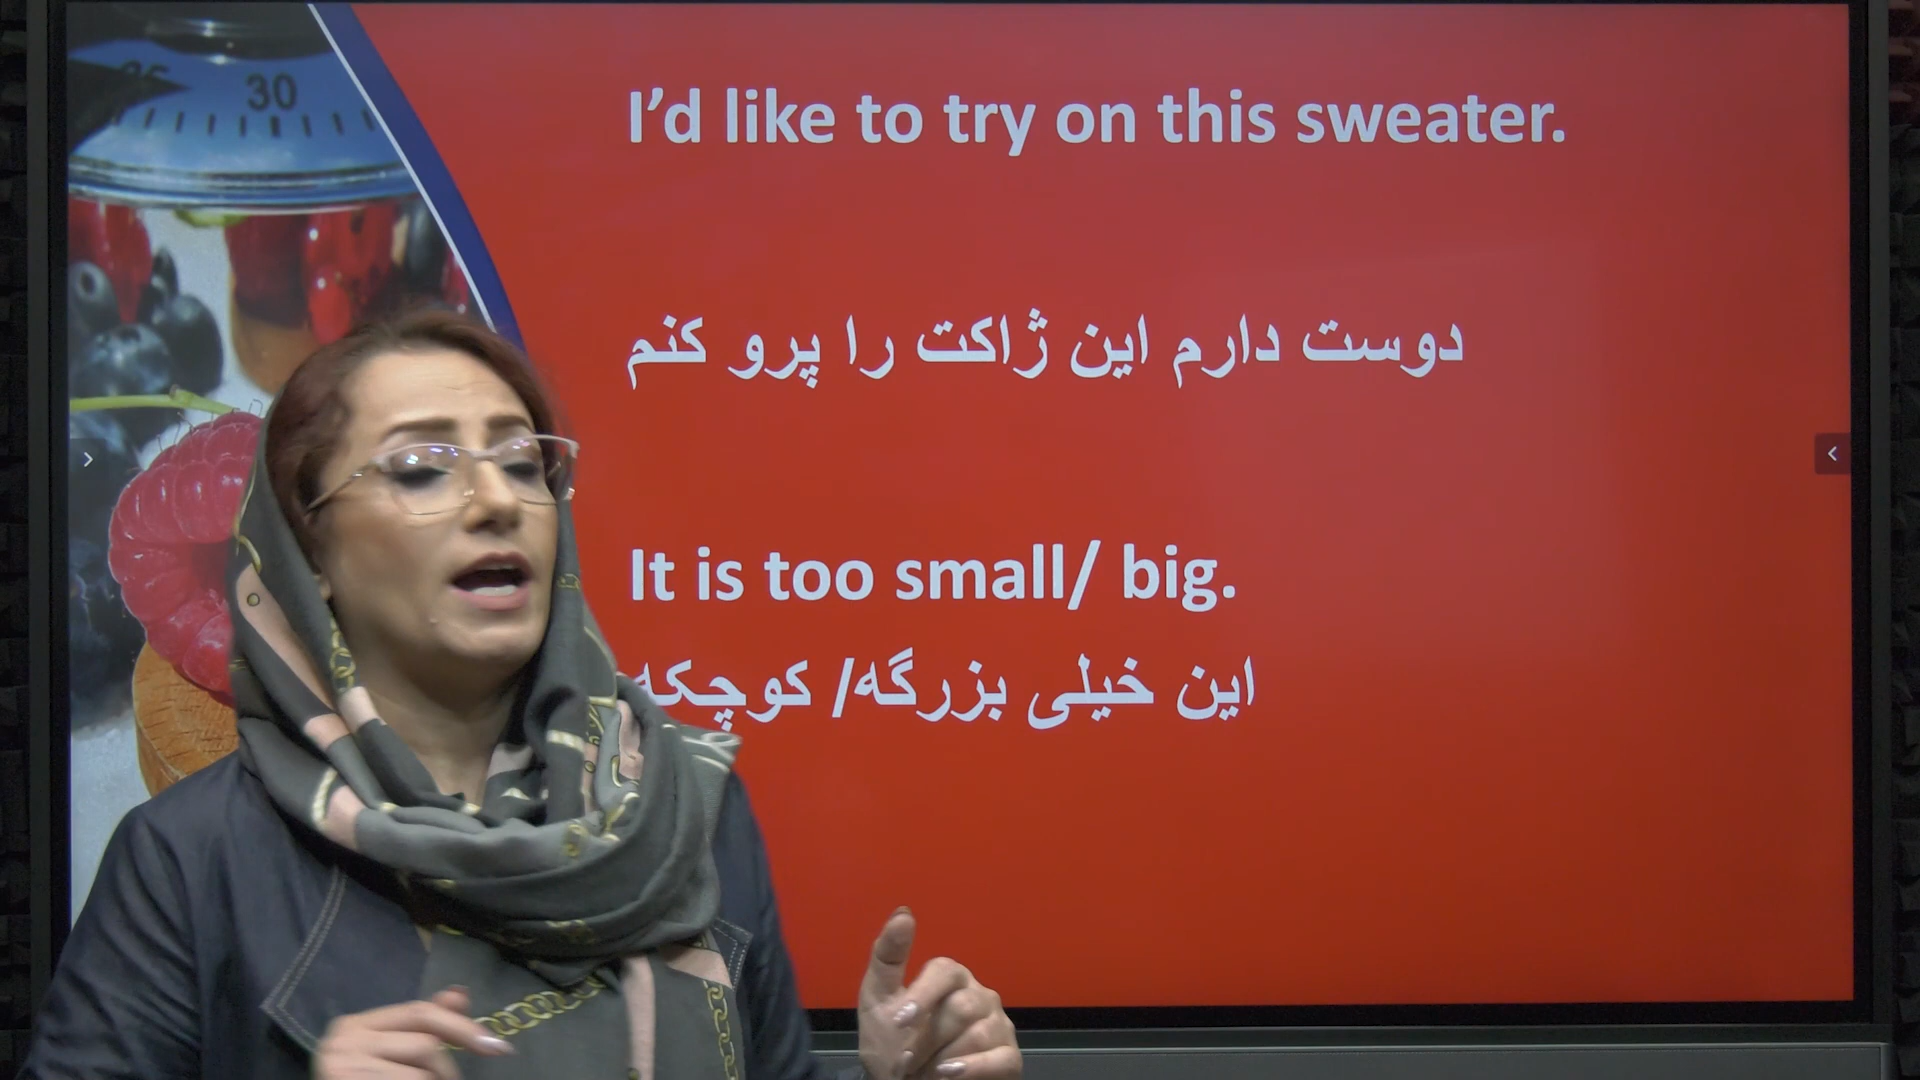 30
I'd like to try on this sweater.
دوست دارم این ژاکت را پرو کنم
It is too small/ big.
این خیلی بزرگه/ کوچکه